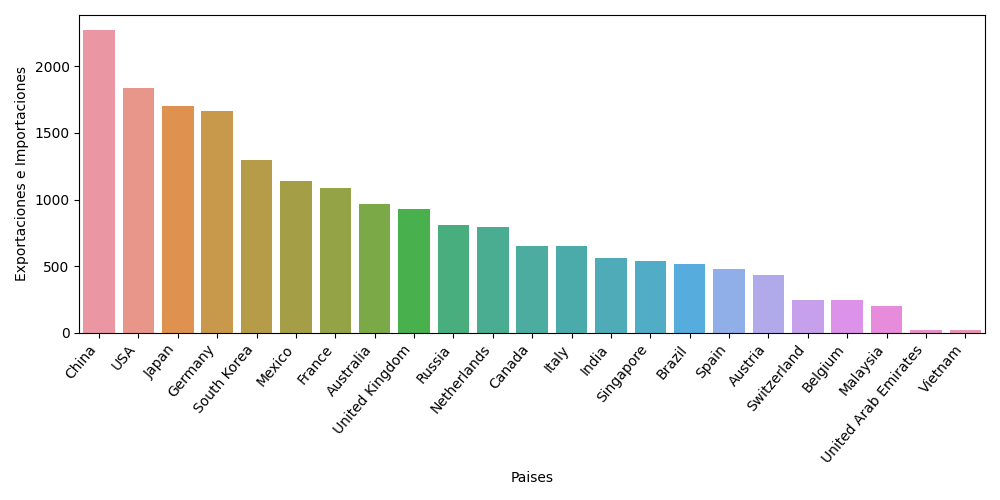 Exportaciones e Importaciones
2000
1500
1000
500
0
China
USA
Japan
Germany
South Korea
Mexico
France
Australia
United Kingdom
Russia
Netherlands
Canada
Italy
India
Singapore
Brazil
Spain
Austria
Switzerland
Belgium
Malaysia
United Arab Emirates
Vietnam
Paises